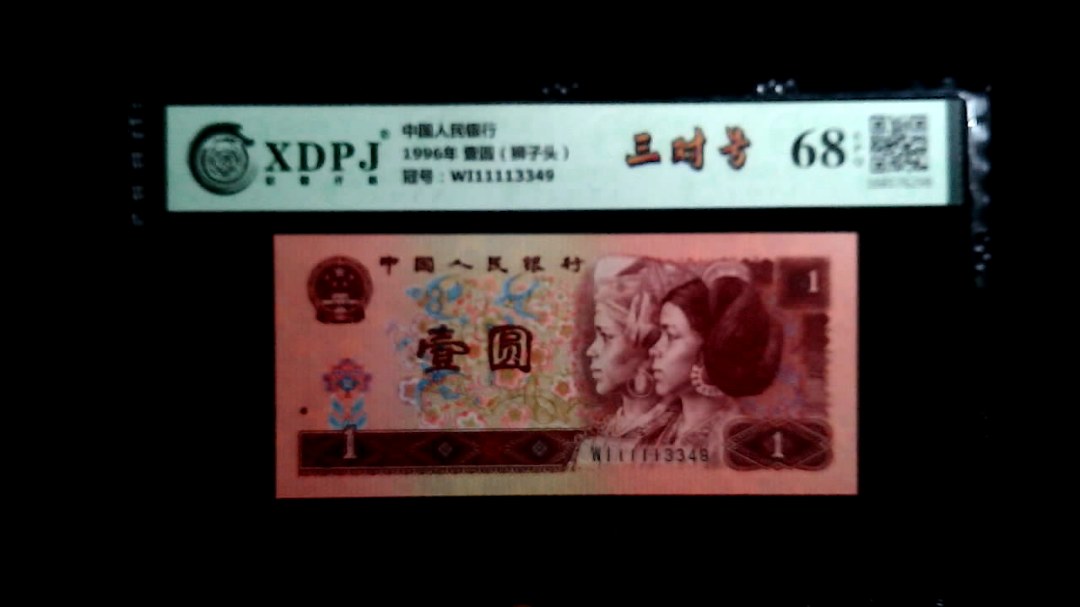 XDPJ®
中国人民银行
1996年 壹圆（狮子头）
冠号：WI11113349
三对号
68
中国人民银行
1
壹圆
1
WI11113349
1